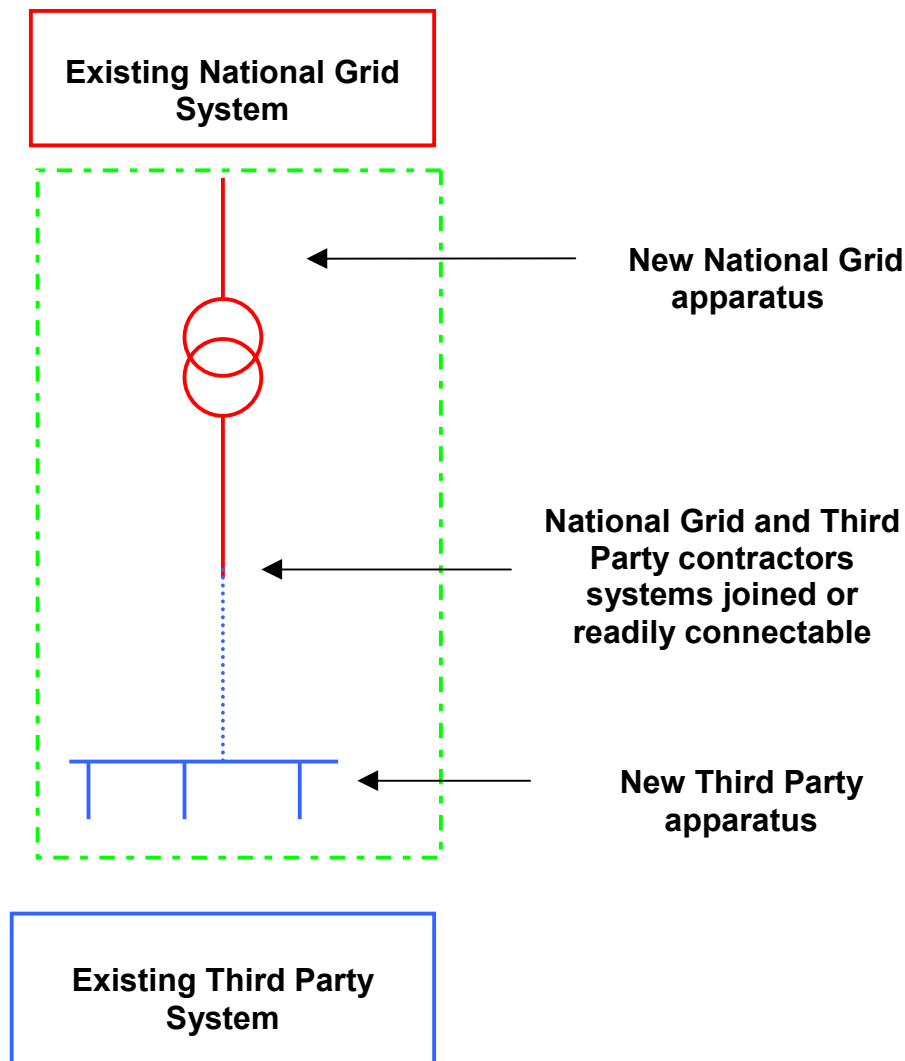 Existing National Grid
System
New National Grid
apparatus
National Grid and Third
Party contractors
systems joined or
readily connectable
New Third Party
apparatus
Existing Third Party
System